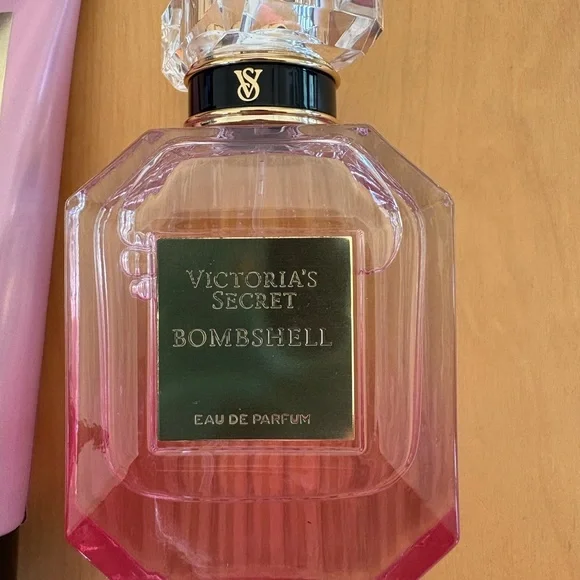 VS
VICTORIA'S
SECRET
BOMBSHELL
EAU DE PARFUM